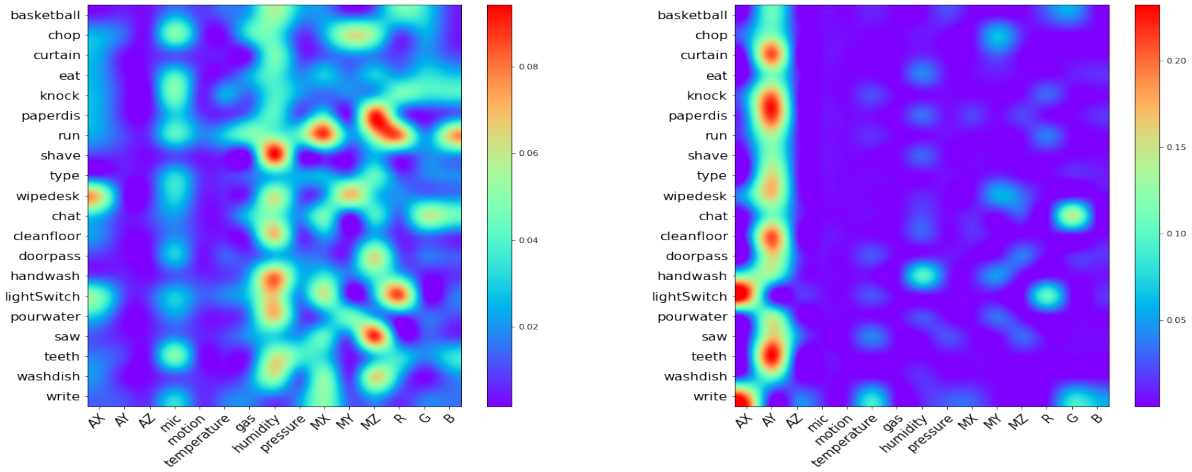 basketball
chop
curtain
eat
knock
paperdis
run
shave
type
wipedesk
chat
cleanfloor
doorpass
handwash
lightSwitch
pourwater
saw
teeth
washdish
write
AX AY AZ mic motion temperature gas humidity pressure MX MY MZ R G B
0.08
0.06
0.04
0.02
basketball
chop
curtain
eat
knock
paperdis
run
shave
type
wipedesk
chat
cleanfloor
doorpass
handwash
lightSwitch
pourwater
saw
teeth
washdish
write
AX AY AZ mic motion temperature gas humidity pressure MX MY MZ R G B
0.20
0.15
0.10
0.05